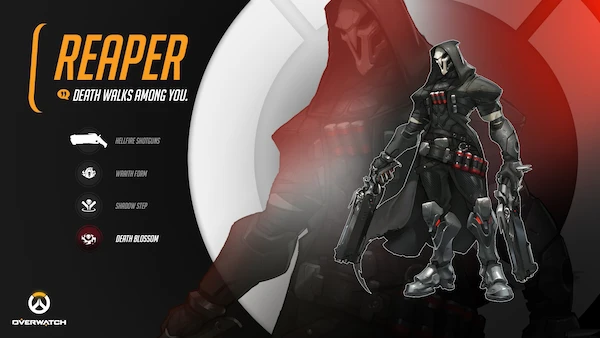 REAPER
DEATH WALKS AMONG YOU.
HELLFIRE SHOTGUNS
WRAITH FORM
SHADOW STEP
DEATH BLOSSOM
OVERWATCH